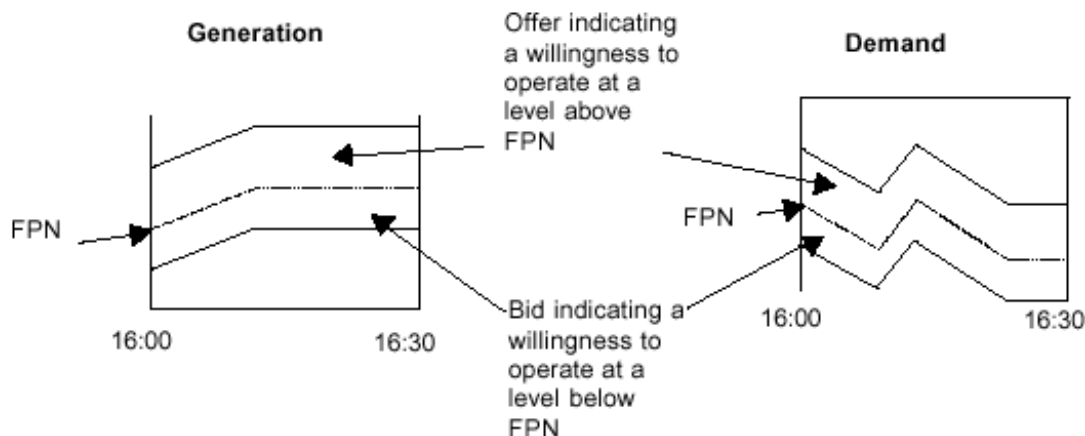 Generation
Offer indicating
a willingness to
operate at a
level above
FPN
Demand
FPN
FPN
16:00
16:30
Bid indicating a
willingness to
operate at a
level below
FPN
16:00
16:30